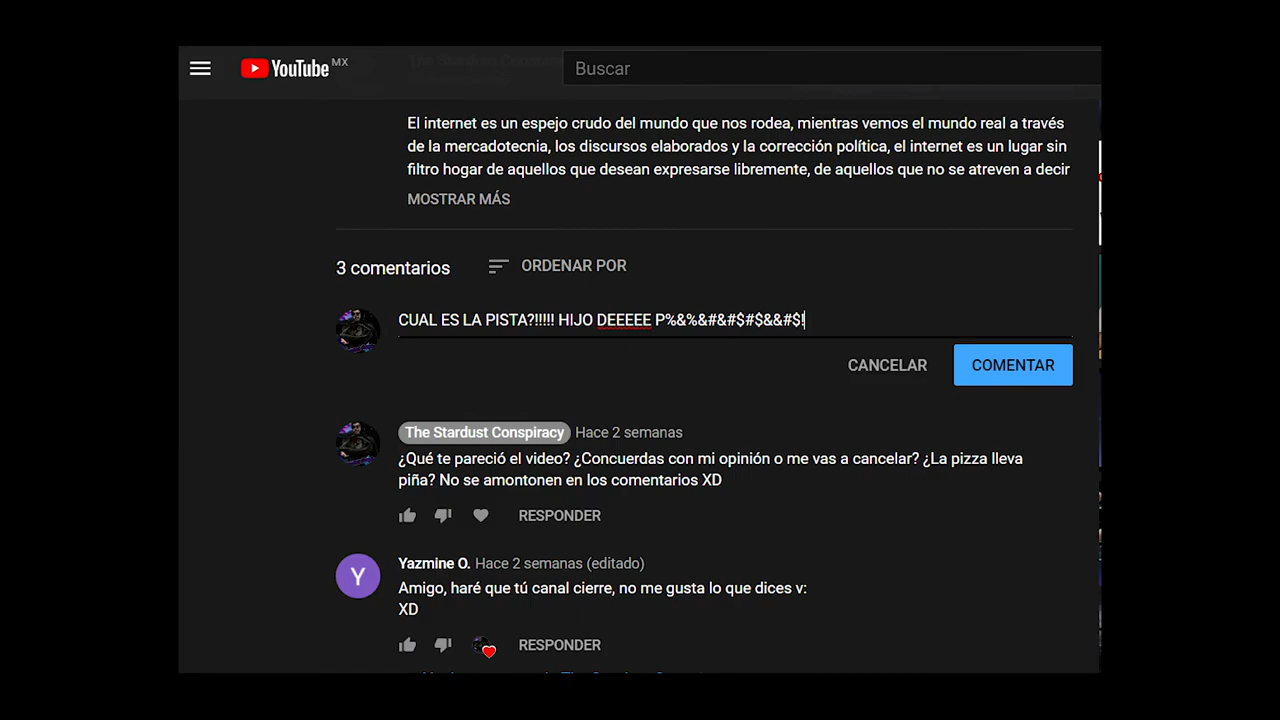 YouTube MX
Buscar
El internet es un espejo crudo del mundo que nos rodea, mientras vemos el mundo real a través
de la mercadotecnia, los discursos elaborados y la corrección política, el internet es un lugar sin
filtro hogar de aquellos que desean expresarse libremente, de aquellos que no se atreven a decir
MOSTRAR MÁS
3 comentarios
ORDENAR POR
CUAL ES LA PISTA?!!!!! HIJO DEEEEE P%&%&#&#$#$&&#$!
CANCELAR
COMENTAR
The Stardust Conspiracy Hace 2 semanas
¿Qué te pareció el video? ¿Concuerdas con mi opinión o me vas a cancelar? ¿La pizza lleva
piña? No se amontonen en los comentarios XD
RESPONDER
Yazmine O. Hace 2 semanas (editado)
Amigo, haré que tú canal cierre, no me gusta lo que dices v:
XD
RESPONDER